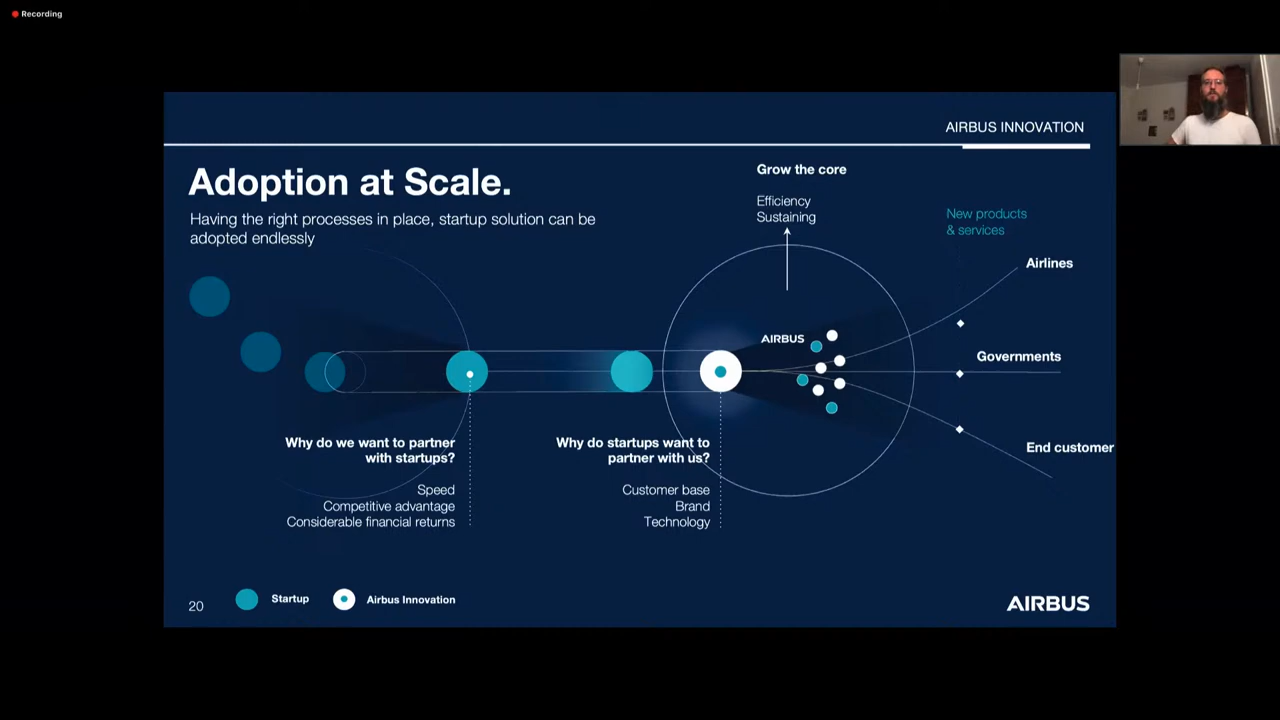 Recording
AIRBUS INNOVATION
Adoption at Scale.
Having the right processes in place, startup solution can be
adopted endlessly
Grow the core
Efficiency
Sustaining
New products
& services
Airlines
AIRBUS
Governments
End customer
Why do we want to partner
with startups?
Speed
Competitive advantage
Considerable financial returns
Why do startups want to
partner with us?
Customer base
Brand
Technology
20
Startup
Airbus Innovation
AIRBUS